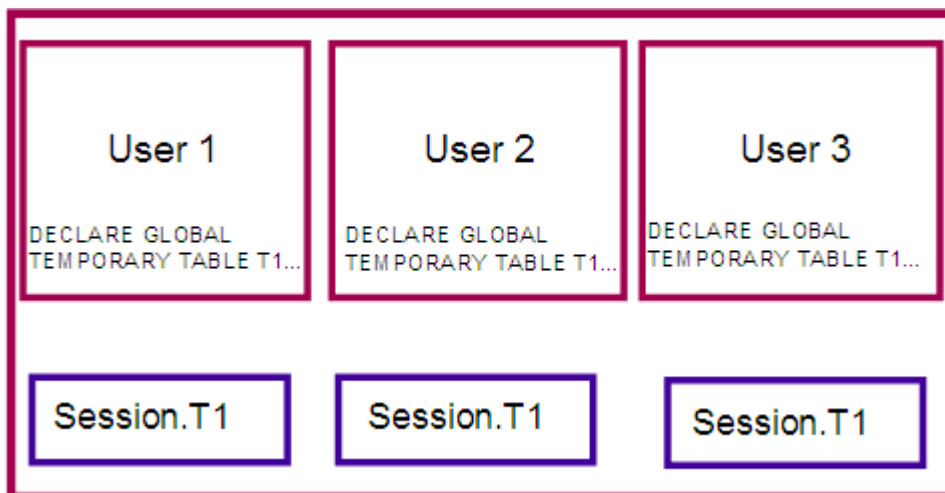 User 1
DECLARE GLOBAL
TEMPORARY TABLE T1...
User 2
DECLARE GLOBAL
TEMPORARY TABLE T1...
User 3
DECLARE GLOBAL
TEMPORARY TABLE T1...
Session.T1
Session.T1
Session.T1